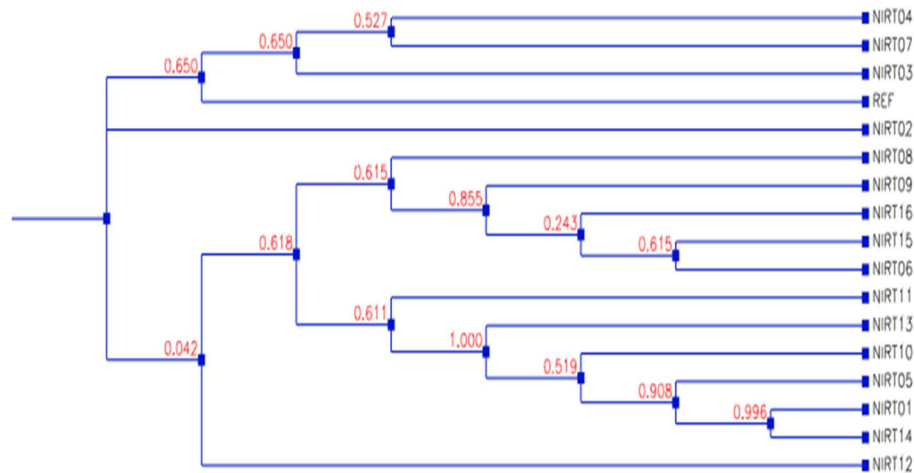 0.527
NIRT04
NIRT07
0.650
NIRT03
0.650
REF
NIRT02
NIRT08
0.615
NIRT09
0.855
NIRT16
0.243
NIRT15
0.615
NIRT06
0.618
NIRT11
0.611
NIRT13
1.000
NIRT10
0.519
NIRT05
0.908
NIRT01
0.996
NIRT14
0.042
NIRT12